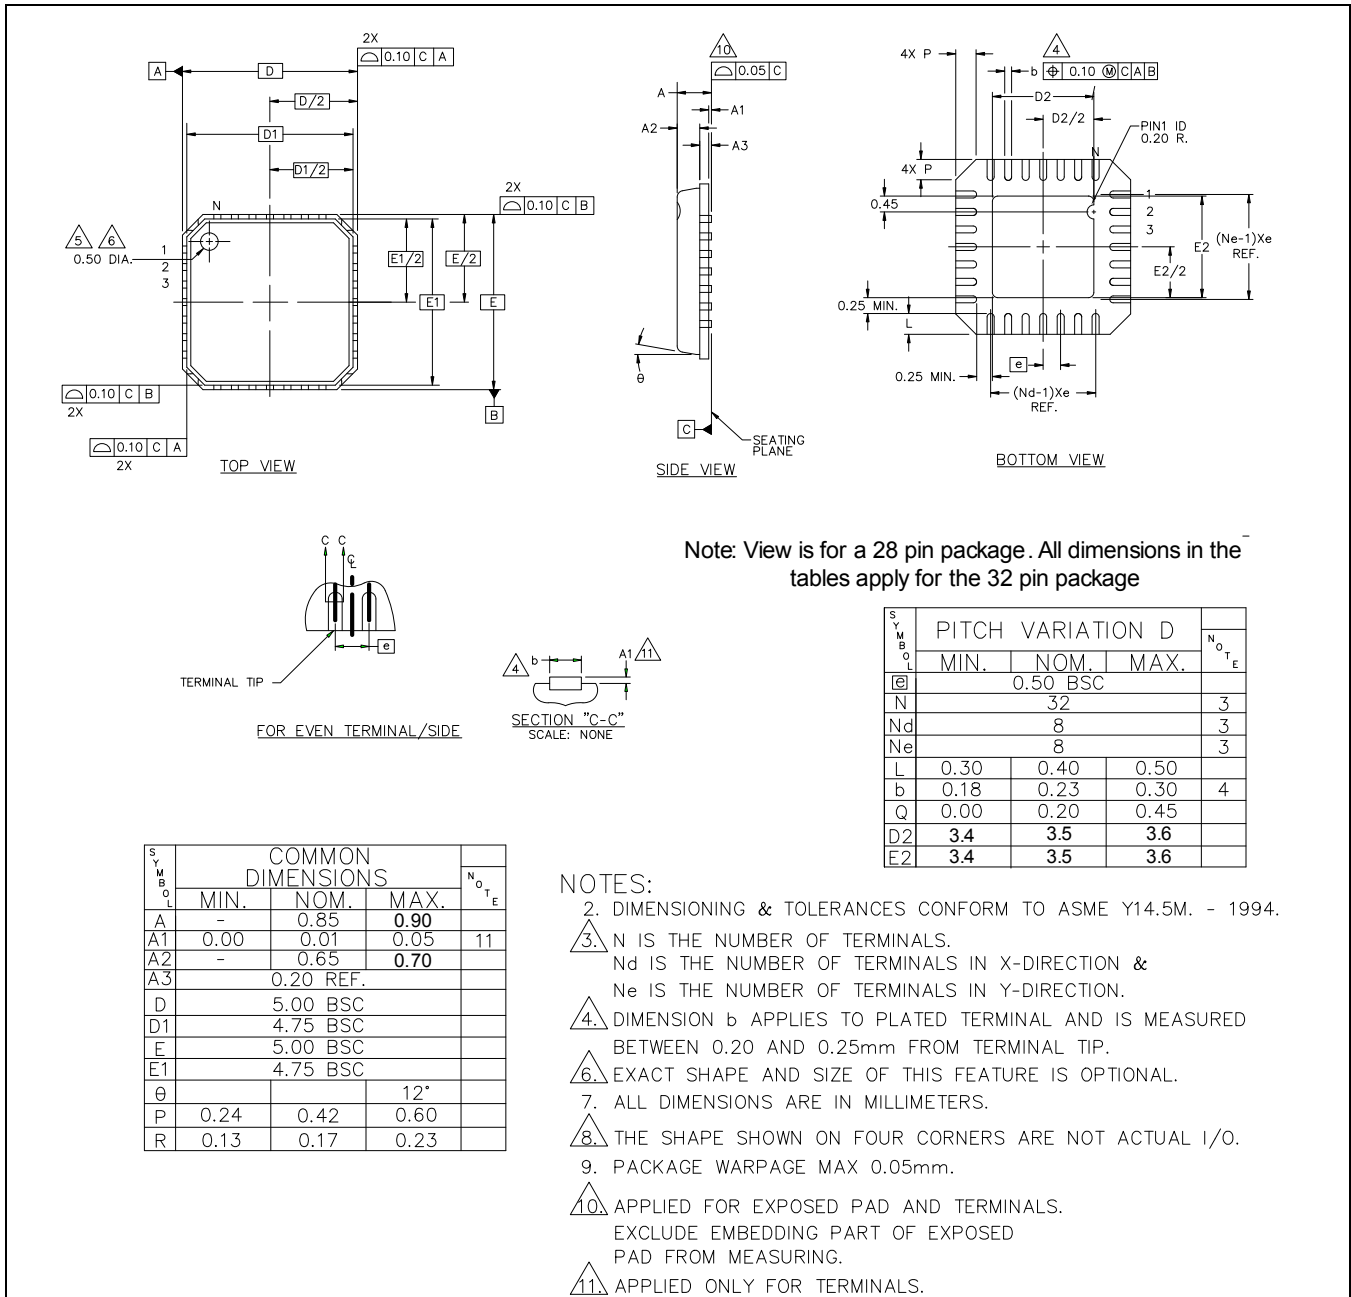 2X
0.10 C A
A
D
D/2
D1
D1/2
N
2X
0.10 C B
5 6
0.50 DIA.
1
2
3
E1/2
E/2
E1
E
B
0.10 C B
2X
0.10 C A
2X
TOP VIEW
10
0.05 C
A
A1
A2
A3
θ
C
SEATING
PLANE
SIDE VIEW
4X P
4
b
0.10 M C A B
D2
D2/2
PIN1 ID
0.20 R.
N
4X P
0.45
1
2
3
E2
(Ne-1)Xe
REF.
E2/2
0.25 MIN.
L
e
0.25 MIN.
(Nd-1)Xe
REF.
BOTTOM VIEW
C C
℄
e
TERMINAL TIP
FOR EVEN TERMINAL/SIDE
4
b
A1 11
SECTION "C-C"
SCALE: NONE
Note: View is for a 28 pin package. All dimensions in the
tables apply for the 32 pin package
SYMBOL PITCH VARIATION D NOTE
MIN. NOM. MAX.
e 0.50 BSC
N 32 3
Nd 8 3
Ne 8 3
L 0.30 0.40 0.50
b 0.18 0.23 0.30 4
Q 0.00 0.20 0.45
D2 3.4 3.5 3.6
E2 3.4 3.5 3.6
SYMBOL COMMON DIMENSIONS NOTE
MIN. NOM. MAX.
A - 0.85 0.90
A1 0.00 0.01 0.05 11
A2 - 0.65 0.70
A3 0.20 REF.
D 5.00 BSC
D1 4.75 BSC
E 5.00 BSC
E1 4.75 BSC
θ 12°
P 0.24 0.42 0.60
R 0.13 0.17 0.23
NOTES:
2. DIMENSIONING & TOLERANCES CONFORM TO ASME Y14.5M. - 1994.
3. N IS THE NUMBER OF TERMINALS.
Nd IS THE NUMBER OF TERMINALS IN X-DIRECTION &
Ne IS THE NUMBER OF TERMINALS IN Y-DIRECTION.
4. DIMENSION b APPLIES TO PLATED TERMINAL AND IS MEASURED
BETWEEN 0.20 AND 0.25mm FROM TERMINAL TIP.
6. EXACT SHAPE AND SIZE OF THIS FEATURE IS OPTIONAL.
7. ALL DIMENSIONS ARE IN MILLIMETERS.
8. THE SHAPE SHOWN ON FOUR CORNERS ARE NOT ACTUAL I/O.
9. PACKAGE WARPAGE MAX 0.05mm.
10. APPLIED FOR EXPOSED PAD AND TERMINALS.
EXCLUDE EMBEDDING PART OF EXPOSED
PAD FROM MEASURING.
11. APPLIED ONLY FOR TERMINALS.